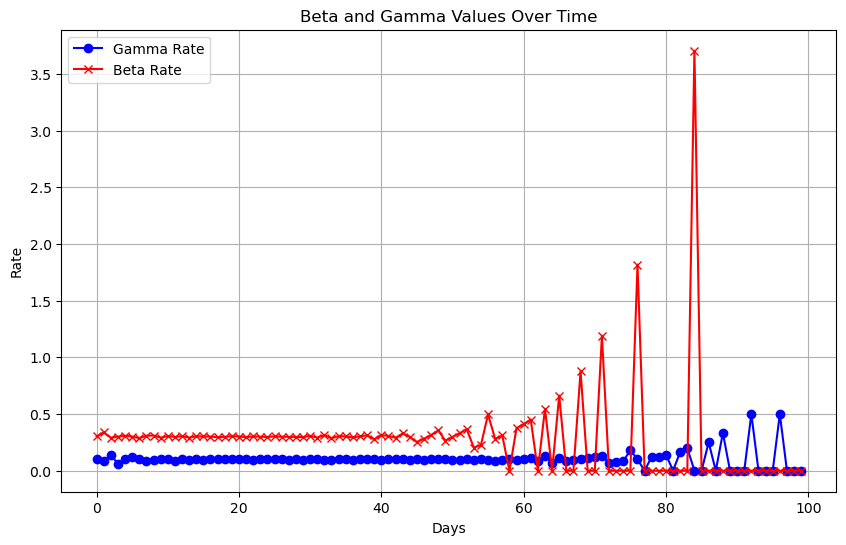 Beta and Gamma Values Over Time
Gamma Rate
Beta Rate
3.5
3.0
2.5
2.0
1.5
1.0
0.5
0.0
Rate
0 20 40 60 80 100
Days